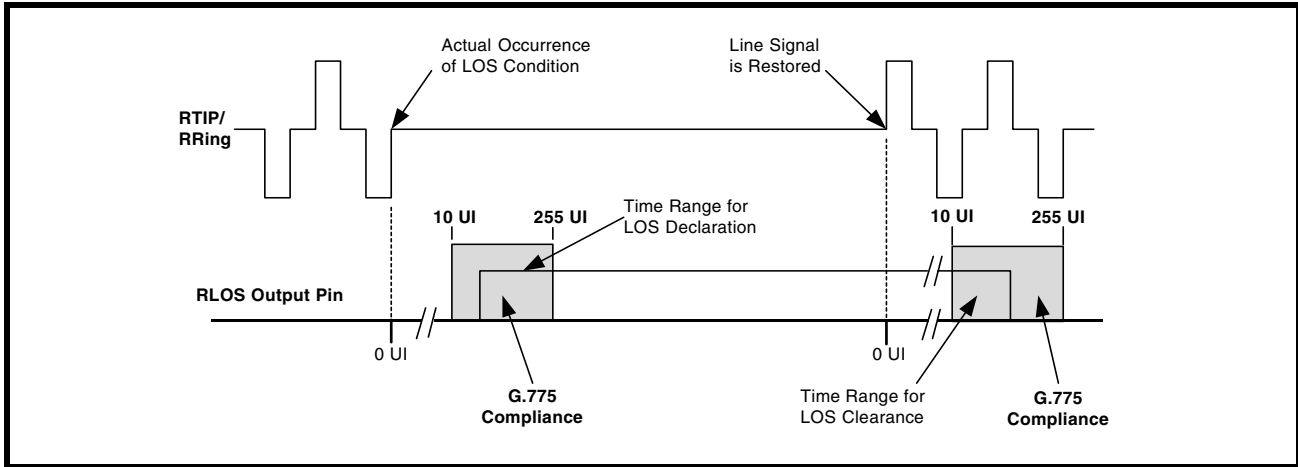 Actual Occurrence
of LOS Condition
Line Signal
is Restored
RTIP/
RRing
10 UI
255 UI
Time Range for
LOS Declaration
10 UI
255 UI
RLOS Output Pin
0 UI
0 UI
G.775
Compliance
Time Range for
LOS Clearance
G.775
Compliance